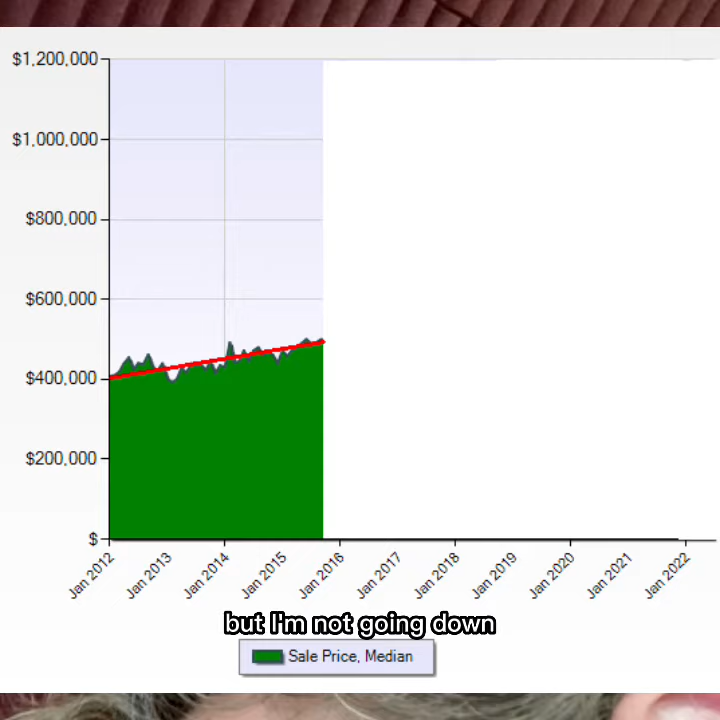 $1,200,000
$1,000,000
$800,000
$600,000
$400,000
$200,000
$
Jan 2012
Jan 2013
Jan 2014
Jan 2015
Jan 2016
Jan 2017
Jan 2018
Jan 2019
Jan 2020
Jan 2021
Jan 2022
but I'm not going down
Sale Price, Median